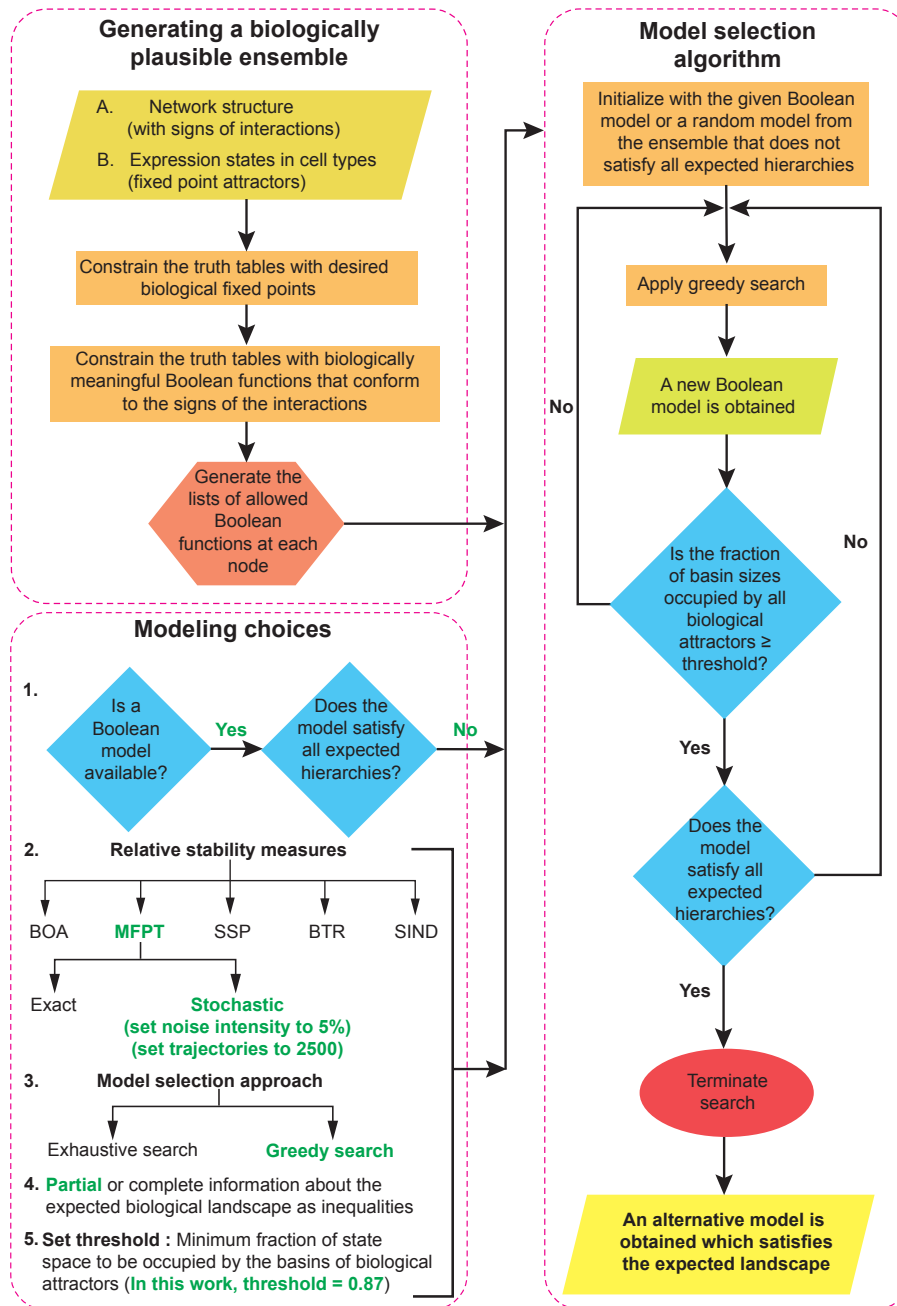 Generating a biologically
plausible ensemble
A. Network structure
(with signs of interactions)
B. Expression states in cell types
(fixed point attractors)
Constrain the truth tables with desired
biological fixed points
Constrain the truth tables with biologically
meaningful Boolean functions that conform
to the signs of the interactions
Generate the
lists of allowed
Boolean
functions at each
node
Modeling choices
1.
Is a
Boolean
model
available?
Yes
Does the
model satisfy
all expected
hierarchies?
No
2. Relative stability measures
BOA MFPT SSP BTR SIND
Exact Stochastic
(set noise intensity to 5%)
(set trajectories to 2500)
3. Model selection approach
Exhaustive search Greedy search
4. Partial or complete information about the
expected biological landscape as inequalities
5. Set threshold : Minimum fraction of state
space to be occupied by the basins of biological
attractors (In this work, threshold = 0.87)
Model selection
algorithm
Initialize with the given Boolean
model or a random model from
the ensemble that does not
satisfy all expected hierarchies
Apply greedy search
A new Boolean
model is obtained
No
Is the fraction
of basin sizes
occupied by all
biological
attractors ≥
threshold?
No
Yes
Does the
model
satisfy all
expected
hierarchies?
Yes
Terminate
search
An alternative model is
obtained which satisfies
the expected landscape